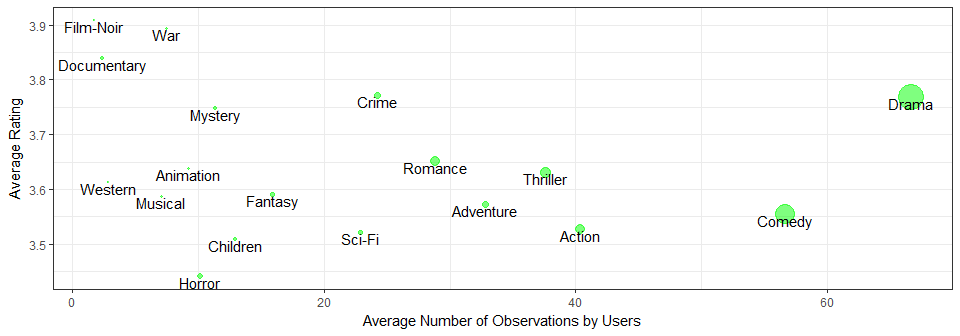 3.9
3.8
3.7
3.6
3.5
Average Rating
Film-Noir
War
Documentary
Crime
Drama
Mystery
Romance
Thriller
Animation
Western
Musical
Fantasy
Adventure
Comedy
Action
Sci-Fi
Children
Horror
0
20
40
60
Average Number of Observations by Users